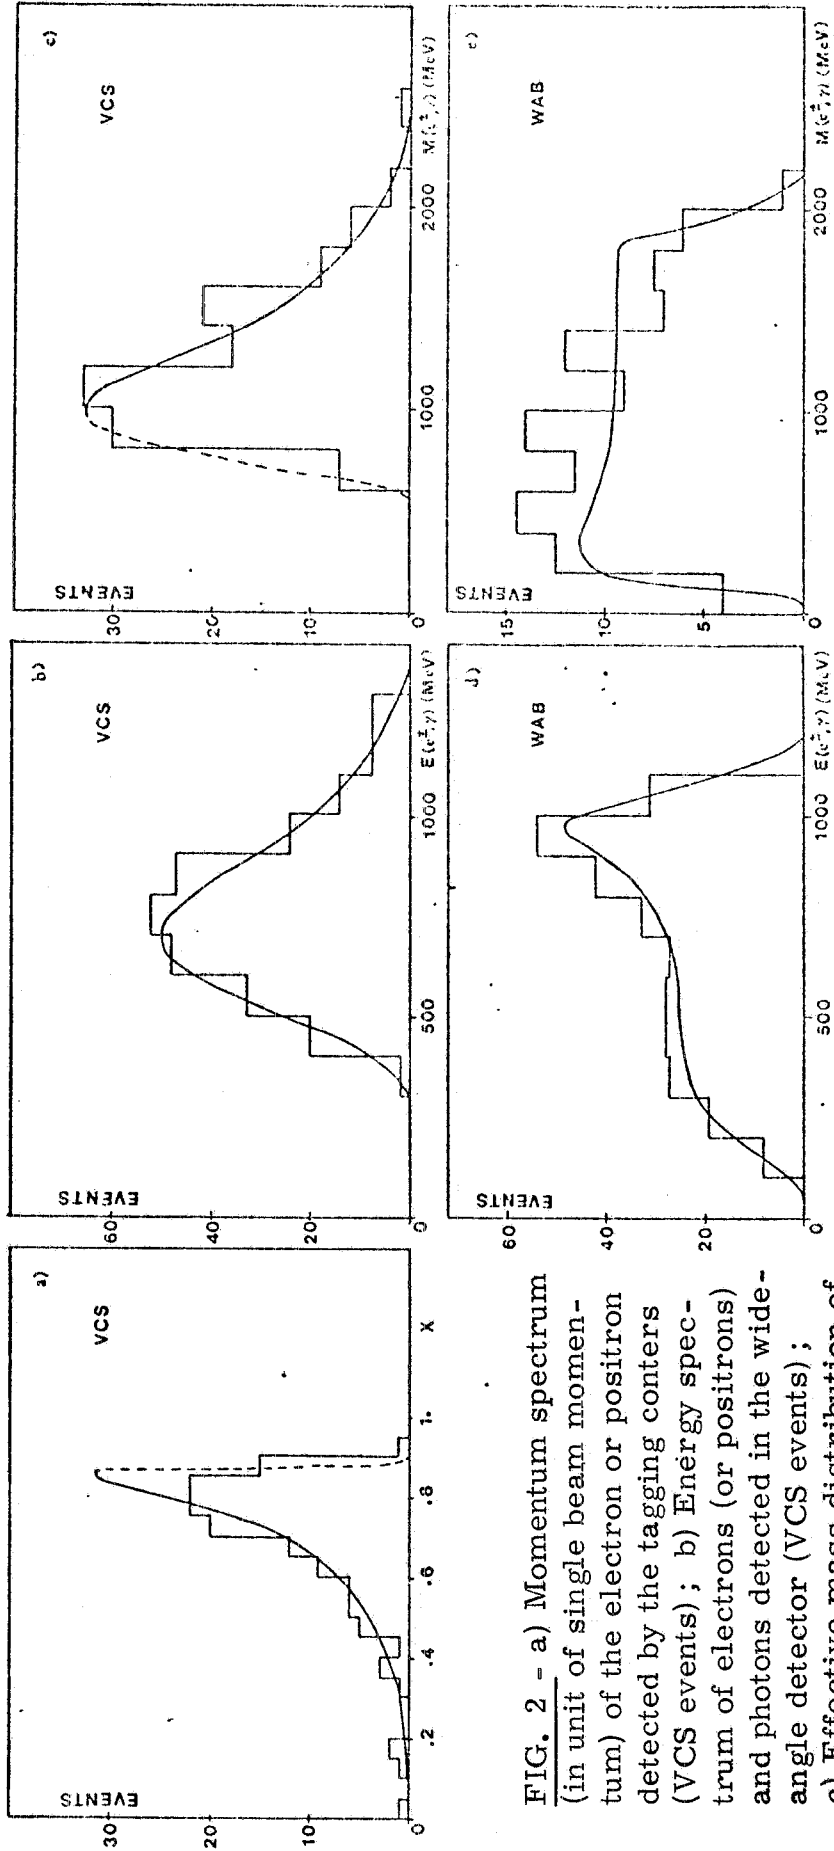 a)
VCS
EVENTS
30
20
10
0
.2
.4
.6
.8
1.
X
b)
VCS
EVENTS
60
40
20
0
500
1000
E(e±,γ) (MeV)
c)
VCS
EVENTS
30
20
10
0
1000
2000
M(e±,γ) (MeV)
d)
WAB
EVENTS
60
40
20
0
500
1000
E(e±,γ) (MeV)
e)
WAB
EVENTS
15
10
5
0
1000
2000
M(e±,γ) (MeV)
FIG. 2 - a) Momentum spectrum
(in unit of single beam momen-
tum) of the electron or positron
detected by the tagging conters
(VCS events); b) Energy spec-
trum of electrons (or positrons)
and photons detected in the wide-
angle detector (VCS events);
c) Effective mass distribution of